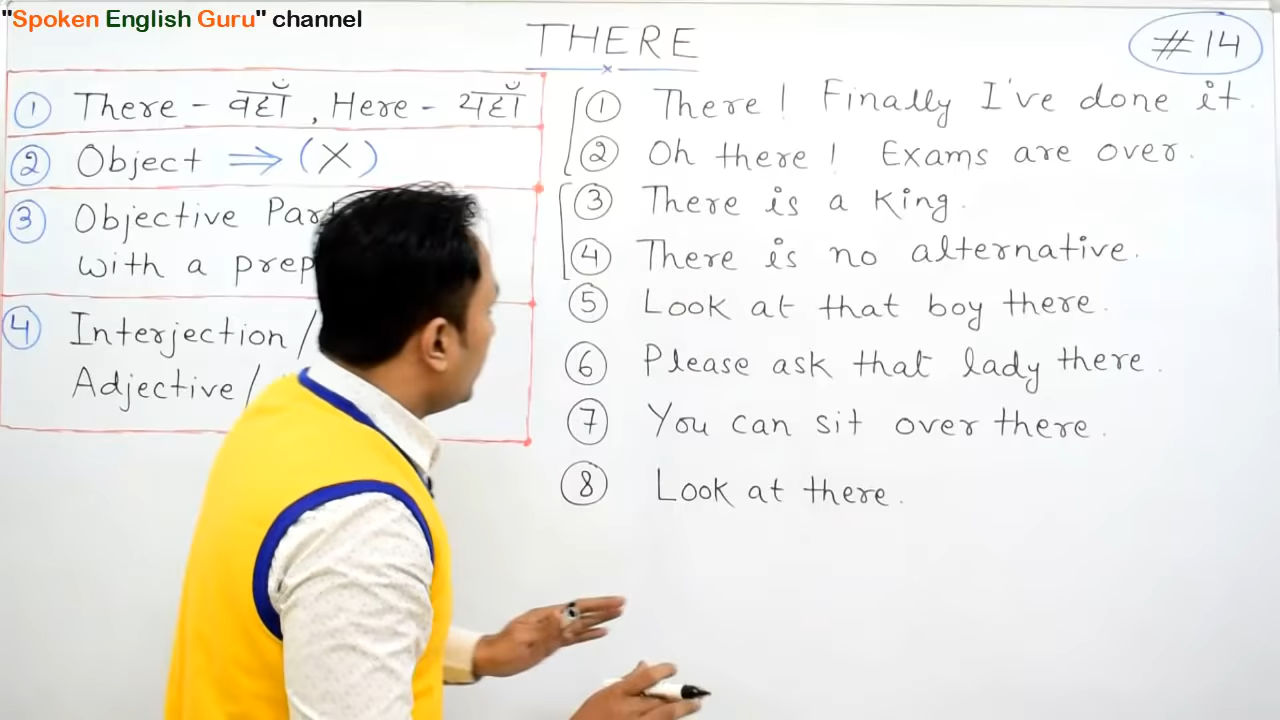 "Spoken English Guru" channel
THERE
#14
1 There - वहाँ , Here - यहाँ
2 Object ⇒ (X)
3 Objective
with a
4 Interjection /
Adjective /
1 There ! Finally I've done it.
2 Oh there ! Exams are over.
3 There is a King.
4 There is no alternative.
5 Look at that boy there.
6 Please ask that lady there.
7 You can sit over there.
8 Look at there.